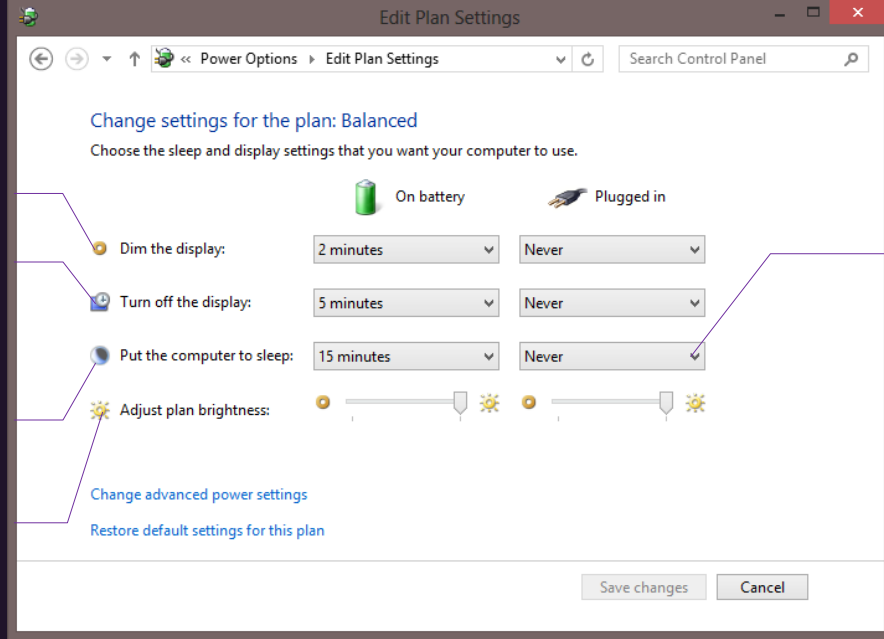 Edit Plan Settings
« Power Options Edit Plan Settings
Search Control Panel
Change settings for the plan: Balanced
Choose the sleep and display settings that you want your computer to use.
On battery Plugged in
Dim the display: 2 minutes Never
Turn off the display: 5 minutes Never
Put the computer to sleep: 15 minutes Never
Adjust plan brightness:
Change advanced power settings
Restore default settings for this plan
Save changes Cancel